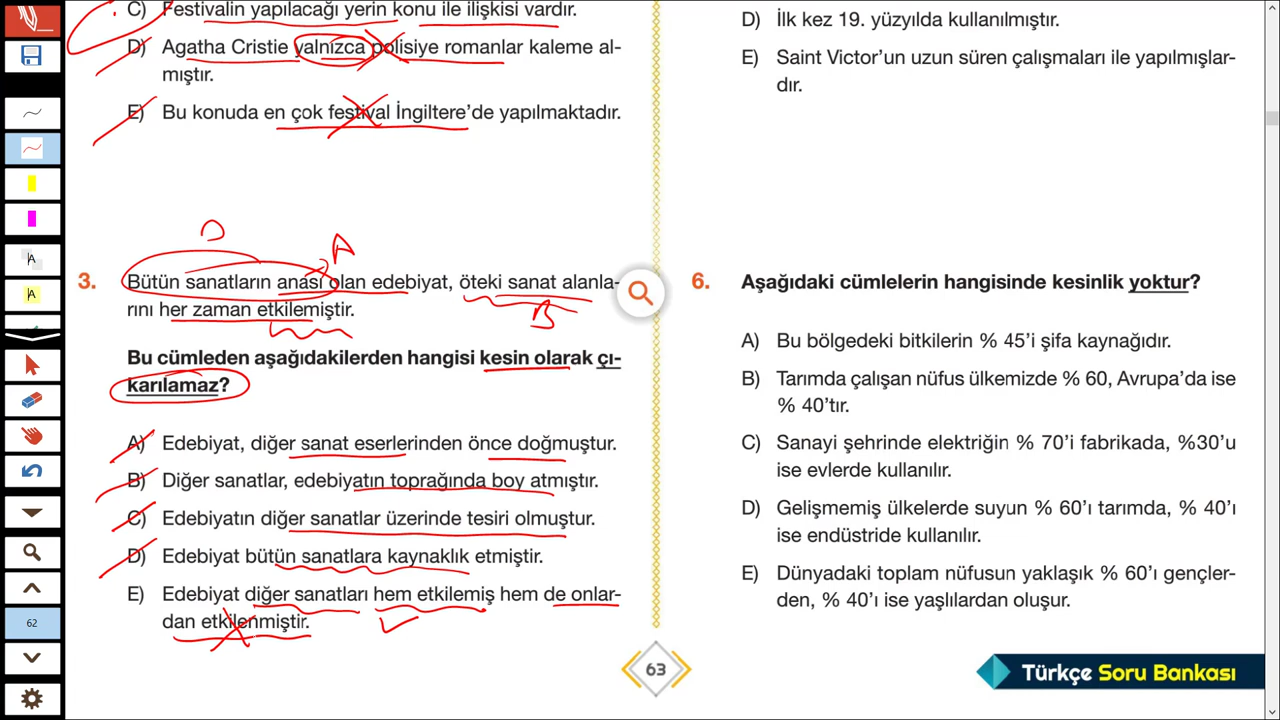 C) Festivalin yapılacağı yerin konu ile ilişkisi vardır.
D) Agatha Cristie yalnızca polisiye romanlar kaleme al-
mıştır.
E) Bu konuda en çok festival İngiltere’de yapılmaktadır.
D
A
3. Bütün sanatların anası olan edebiyat, öteki sanat alanla-
rını her zaman etkilemiştir.
B
Bu cümleden aşağıdakilerden hangisi kesin olarak çı-
karılamaz?
A) Edebiyat, diğer sanat eserlerinden önce doğmuştur.
B) Diğer sanatlar, edebiyatın toprağında boy atmıştır.
C) Edebiyatın diğer sanatlar üzerinde tesiri olmuştur.
D) Edebiyat bütün sanatlara kaynaklık etmiştir.
E) Edebiyat diğer sanatları hem etkilemiş hem de onlar-
dan etkilenmiştir.
D) İlk kez 19. yüzyılda kullanılmıştır.
E) Saint Victor’un uzun süren çalışmaları ile yapılmışlar-
dır.
6. Aşağıdaki cümlelerin hangisinde kesinlik yoktur?
A) Bu bölgedeki bitkilerin % 45’i şifa kaynağıdır.
B) Tarımda çalışan nüfus ülkemizde % 60, Avrupa’da ise
% 40’tır.
C) Sanayi şehrinde elektriğin % 70’i fabrikada, %30’u
ise evlerde kullanılır.
D) Gelişmemiş ülkelerde suyun % 60’ı tarımda, % 40’ı
ise endüstride kullanılır.
E) Dünyadaki toplam nüfusun yaklaşık % 60’ı gençler-
den, % 40’ı ise yaşlılardan oluşur.
63
Türkçe Soru Bankası
A
A
62